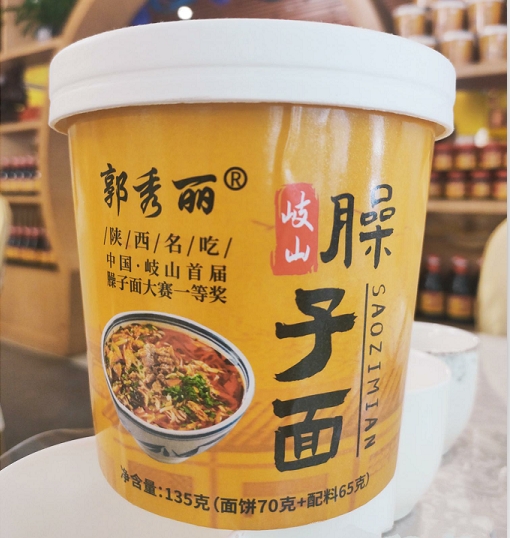 郭秀丽®
/陕/西/名/吃/
中国·岐山首届
臊子面大赛一等奖
岐山
臊子面
SAOZIMIAN
净含量:135克(面饼70克+配料65克)